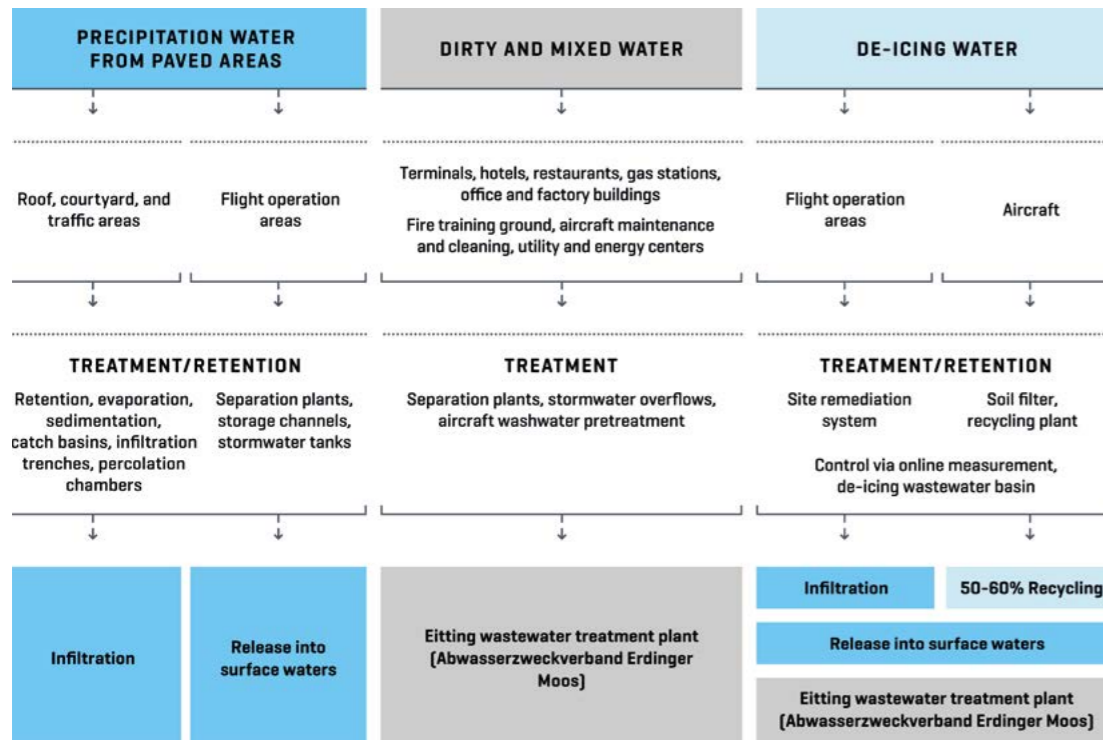 PRECIPITATION WATER
FROM PAVED AREAS
DIRTY AND MIXED WATER
DE-ICING WATER
Roof, courtyard, and
traffic areas
Flight operation
areas
Terminals, hotels, restaurants, gas stations,
office and factory buildings
Fire training ground, aircraft maintenance
and cleaning, utility and energy centers
Flight operation
areas
Aircraft
TREATMENT/RETENTION
Retention, evaporation,
sedimentation,
catch basins, infiltration
trenches, percolation
chambers
Separation plants,
storage channels,
stormwater tanks
TREATMENT
Separation plants, stormwater overflows,
aircraft washwater pretreatment
TREATMENT/RETENTION
Site remediation
system
Soil filter,
recycling plant
Control via online measurement,
de-icing wastewater basin
Infiltration
Release into
surface waters
Eitting wastewater treatment plant
(Abwasserzweckverband Erdinger
Moos)
Infiltration
50-60% Recycling
Release into surface waters
Eitting wastewater treatment plant
(Abwasserzweckverband Erdinger Moos)